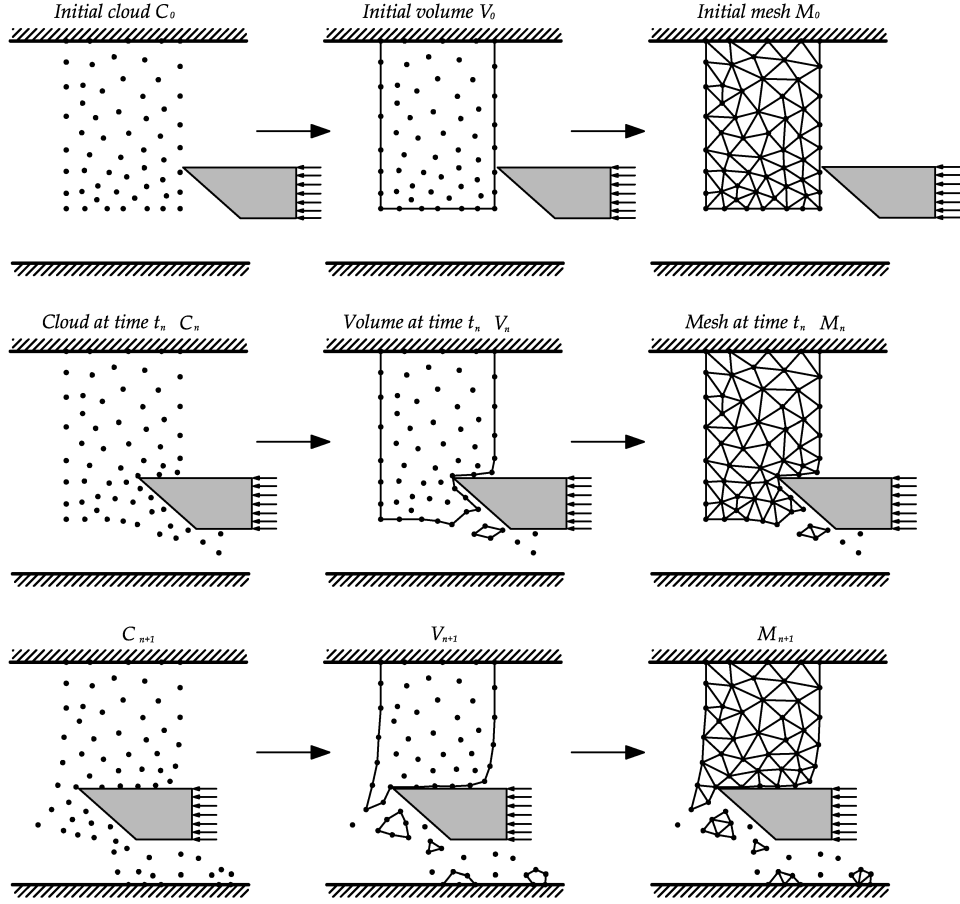 Initial cloud C₀
Initial volume V₀
Initial mesh M₀
Cloud at time tₙ Cₙ
Volume at time tₙ Vₙ
Mesh at time tₙ Mₙ
Cₙ₊₁
Vₙ₊₁
Mₙ₊₁